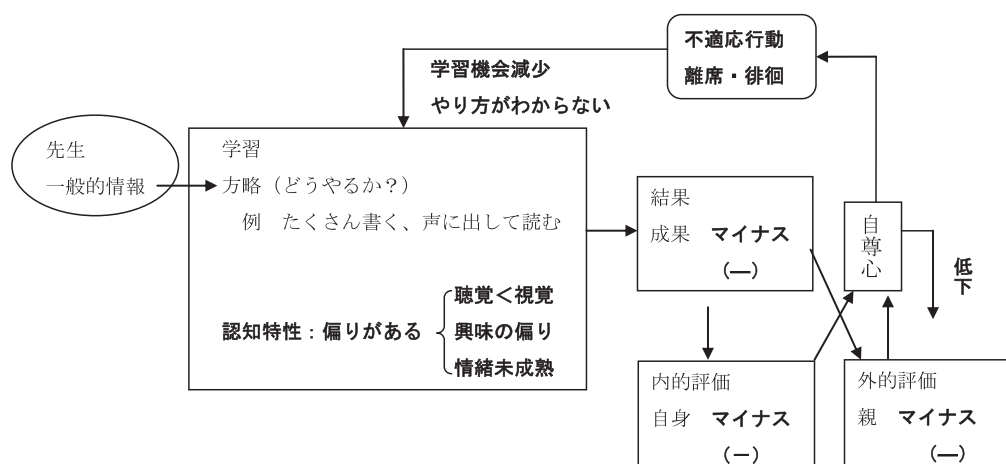 不適応行動
離席・徘徊
学習機会減少
やり方がわからない
先生
一般的情報
学習
方略（どうやるか？）
例　たくさん書く、声に出して読む
認知特性：偏りがある
聴覚＜視覚
興味の偏り
情緒未成熟
結果
成果　マイナス
（―）
自尊心
低下
内的評価
自身　マイナス
（－）
外的評価
親　マイナス
（―）